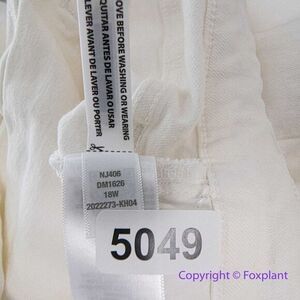 OVE BEFORE WASHING OR WEARING
QUITAR ANTES DE LAVAR O USAR
LEVER AVANT DE LAVER OU PORTER
NJ406
DM1626
18W
2022273-KH04
5049
Copyright © Foxplant